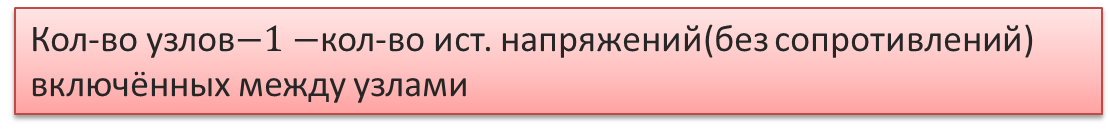 Кол-во узлов−1 −кол-во ист. напряжений(без сопротивлений)
включённых между узлами